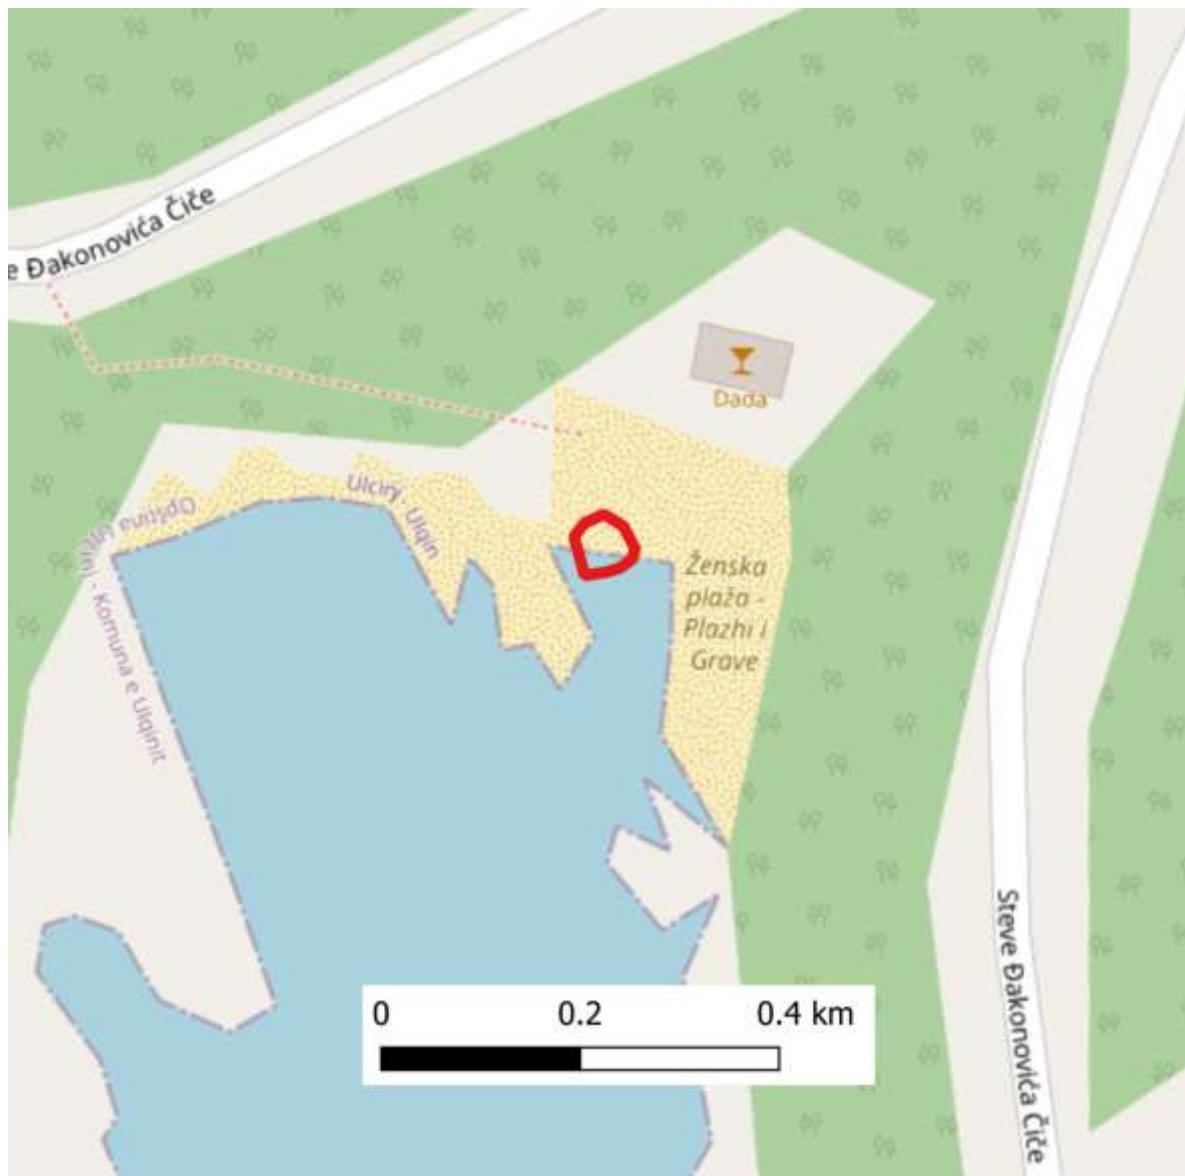 e Đakonovića Čiče
Dada
Ulcinj - Ulqin
Opština Ulcinj - Komuna e Ulqinit
Ženska
plaža -
Plazhi i
Grave
Steve Đakonovića Čiče
0 0.2 0.4 km